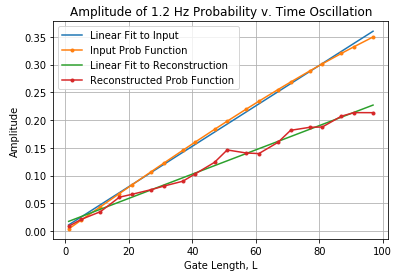 Amplitude of 1.2 Hz Probability v. Time Oscillation
Linear Fit to Input
Input Prob Function
Linear Fit to Reconstruction
Reconstructed Prob Function
Amplitude
0.35
0.30
0.25
0.20
0.15
0.10
0.05
0.00
0
20
40
60
80
100
Gate Length, L